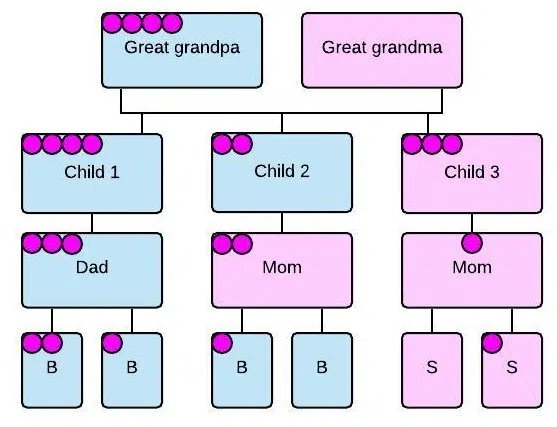 Great grandpa
Great grandma
Child 1
Child 2
Child 3
Dad
Mom
Mom
B
B
B
B
S
S